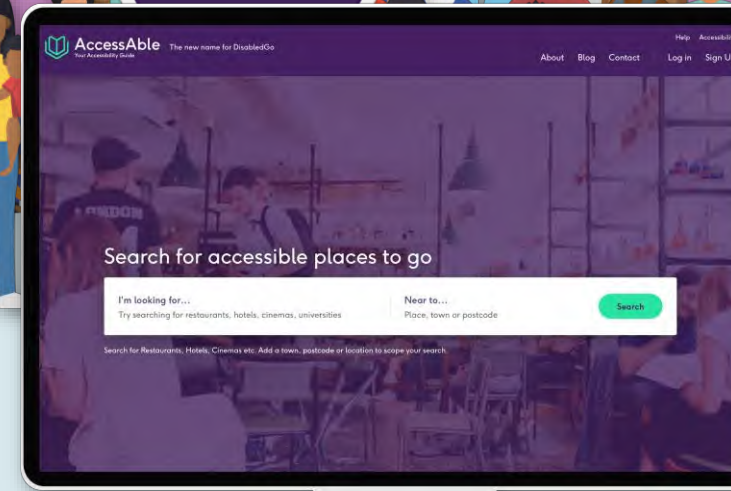 AccessAble
Your Accessibility Guide
The new name for DisabledGo
Help
About Blog Contact Log in Sign
LONDON
Search for accessible places to go
I'm looking for...
Near to...
Try searching for restaurants, hotels, cinemas, universities
Place, town or postcode
Search
Search for Restaurants, Hotels, Cinemas etc. Add a town, postcode or location to scope your search.